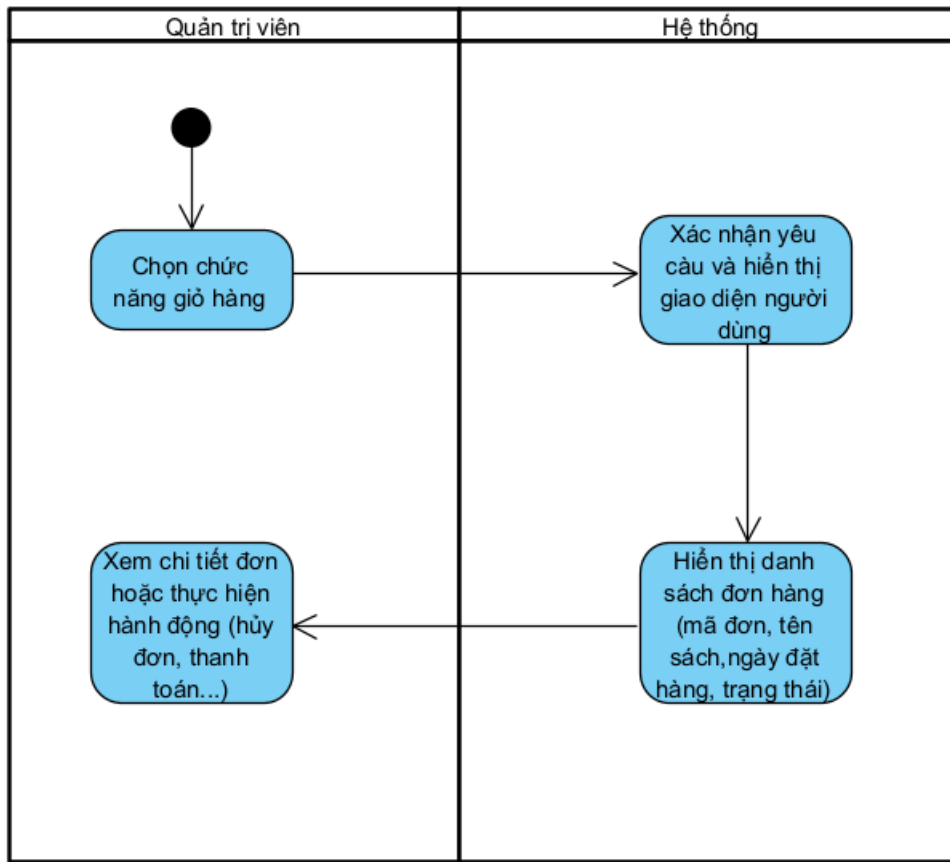 Quản trị viên
Hệ thống
Chọn chức
năng giỏ hàng
Xác nhận yêu
càu và hiển thị
giao diện người
dùng
Xem chi tiết đơn
hoặc thực hiện
hành động (hủy
đơn, thanh
toán...)
Hiển thị danh
sách đơn hàng
(mã đơn, tên
sách,ngày đặt
hàng, trạng thái)